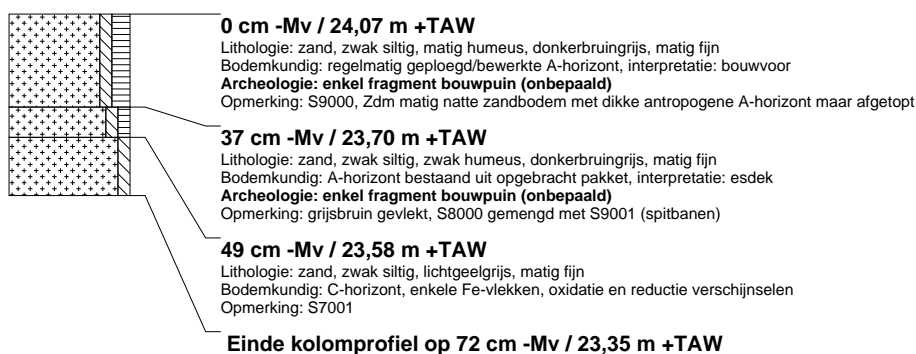 0 cm -Mv / 24,07 m +TAW
Lithologie: zand, zwak siltig, matig humeus, donkerbruingrijs, matig fijn
Bodemkundig: regelmatig geploegd/bewerkte A-horizont, interpretatie: bouwvoor
Archeologie: enkel fragment bouwpuin (onbepaald)
Opmerking: S9000, Zdm matig natte zandbodem met dikke antropogene A-horizont maar afgetopt
37 cm -Mv / 23,70 m +TAW
Lithologie: zand, zwak siltig, zwak humeus, donkerbruingrijs, matig fijn
Bodemkundig: A-horizont bestaand uit opgebracht pakket, interpretatie: esdek
Archeologie: enkel fragment bouwpuin (onbepaald)
Opmerking: grijsbruin gevlekt, S8000 gemengd met S9001 (spitbanen)
49 cm -Mv / 23,58 m +TAW
Lithologie: zand, zwak siltig, lichtgeelgrijs, matig fijn
Bodemkundig: C-horizont, enkele Fe-vlekken, oxidatie en reductie verschijnselen
Opmerking: S7001
Einde kolomprofiel op 72 cm -Mv / 23,35 m +TAW